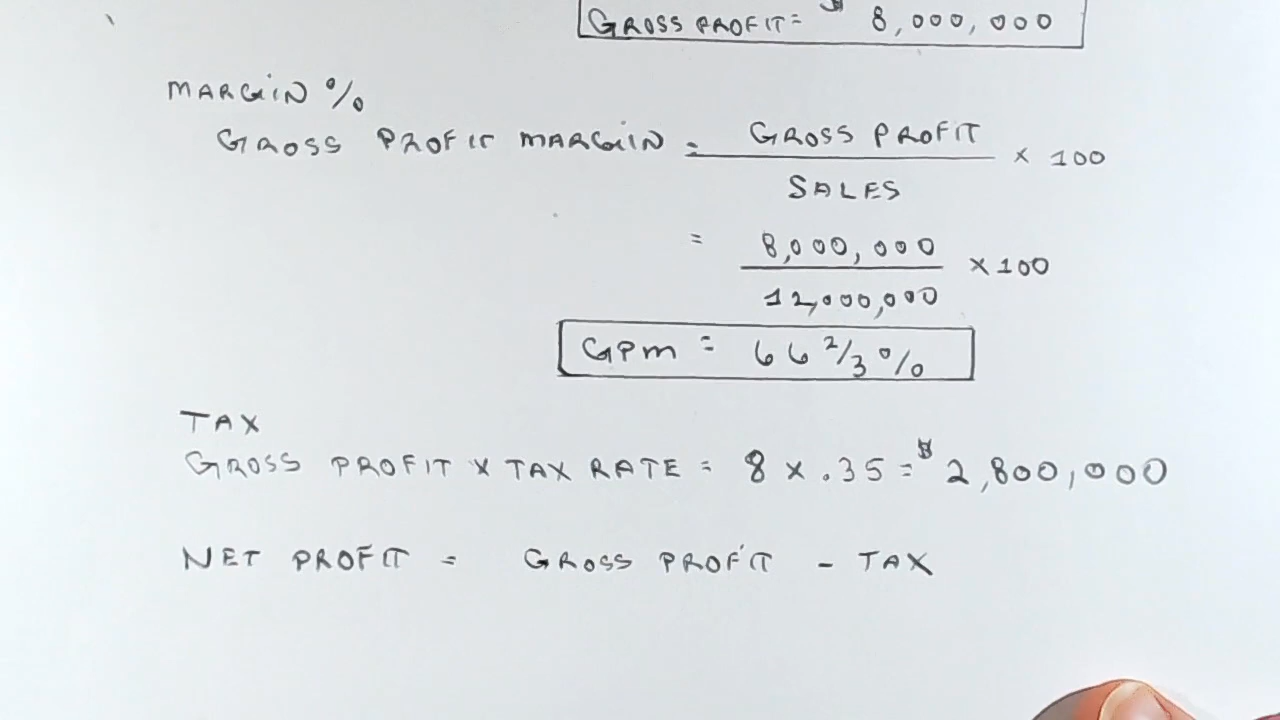 GROSS PROFIT = $ 8,000,000
MARGIN %
GROSS PROFIT MARGIN = GROSS PROFIT / SALES × 100
= 8,000,000 / 12,000,000 × 100
GPM = 66 2/3 %
TAX
GROSS PROFIT × TAX RATE = 8 × .35 = $ 2,800,000
NET PROFIT = GROSS PROFIT - TAX